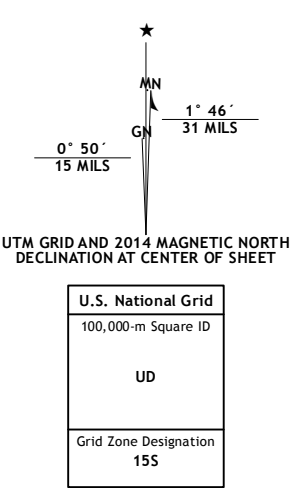 ★
MN
1° 46´
31 MILS
GN
0° 50´
15 MILS
UTM GRID AND 2014 MAGNETIC NORTH
DECLINATION AT CENTER OF SHEET
U.S. National Grid
100,000-m Square ID
UD
Grid Zone Designation
15S